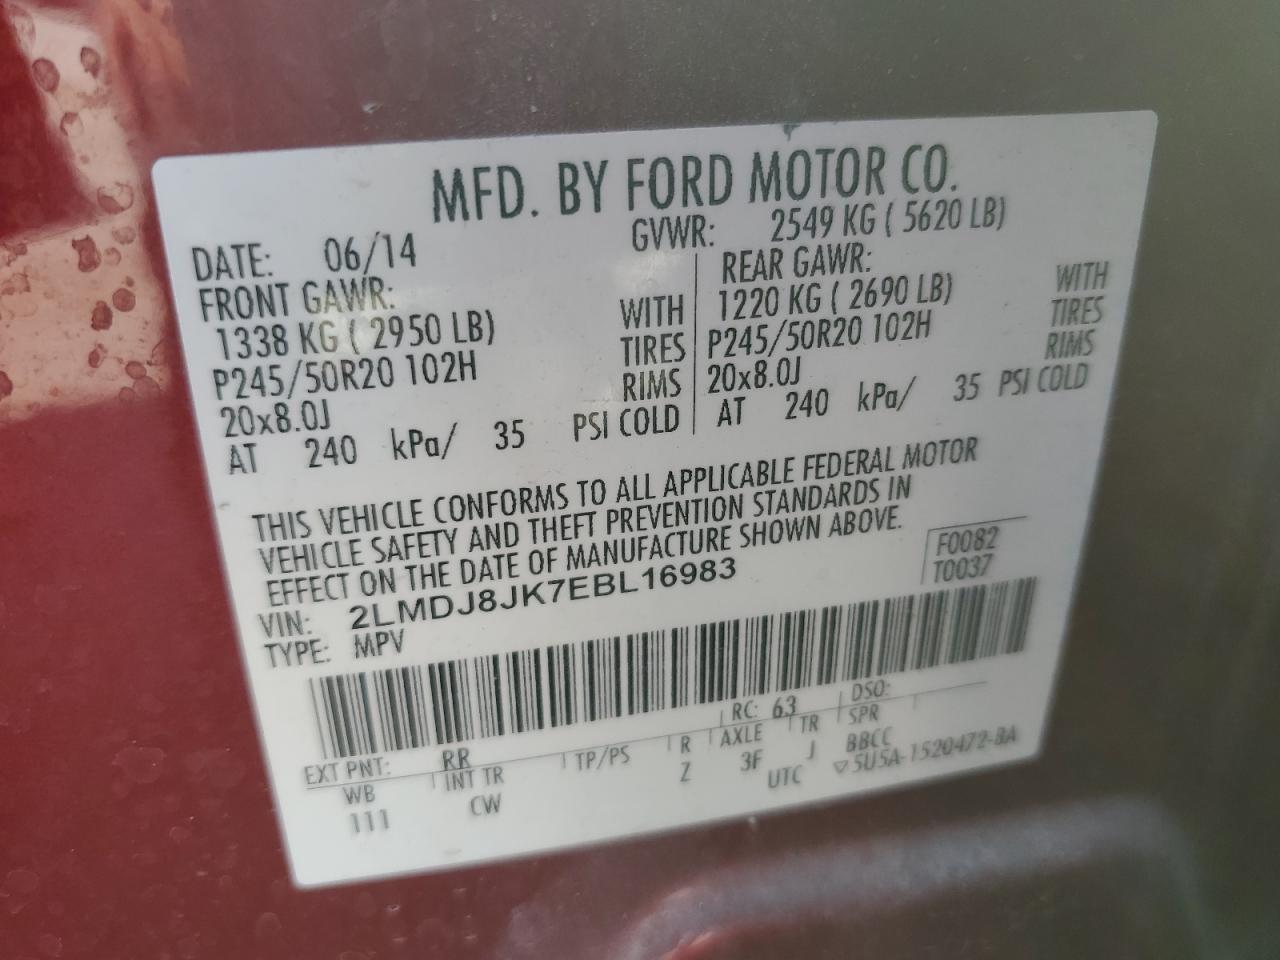 MFD. BY FORD MOTOR CO.
DATE: 06/14 GVWR: 2549 KG ( 5620 LB)
FRONT GAWR: REAR GAWR:
1338 KG ( 2950 LB) WITH 1220 KG ( 2690 LB) WITH
P245/50R20 102H TIRES P245/50R20 102H TIRES
20x8.0J RIMS 20x8.0J RIMS
AT 240 kPa/ 35 PSI COLD AT 240 kPa/ 35 PSI COLD
THIS VEHICLE CONFORMS TO ALL APPLICABLE FEDERAL MOTOR
VEHICLE SAFETY AND THEFT PREVENTION STANDARDS IN
EFFECT ON THE DATE OF MANUFACTURE SHOWN ABOVE.
VIN: 2LMDJ8JK7EBL16983 F0082
TYPE: MPV T0037
EXT PNT: RR RC: 63 DSO:
WB INT TR TP/PS R AXLE TR SPR
111 CW Z 3F J BBCC
UTC ▽5U5A-1520472-BA